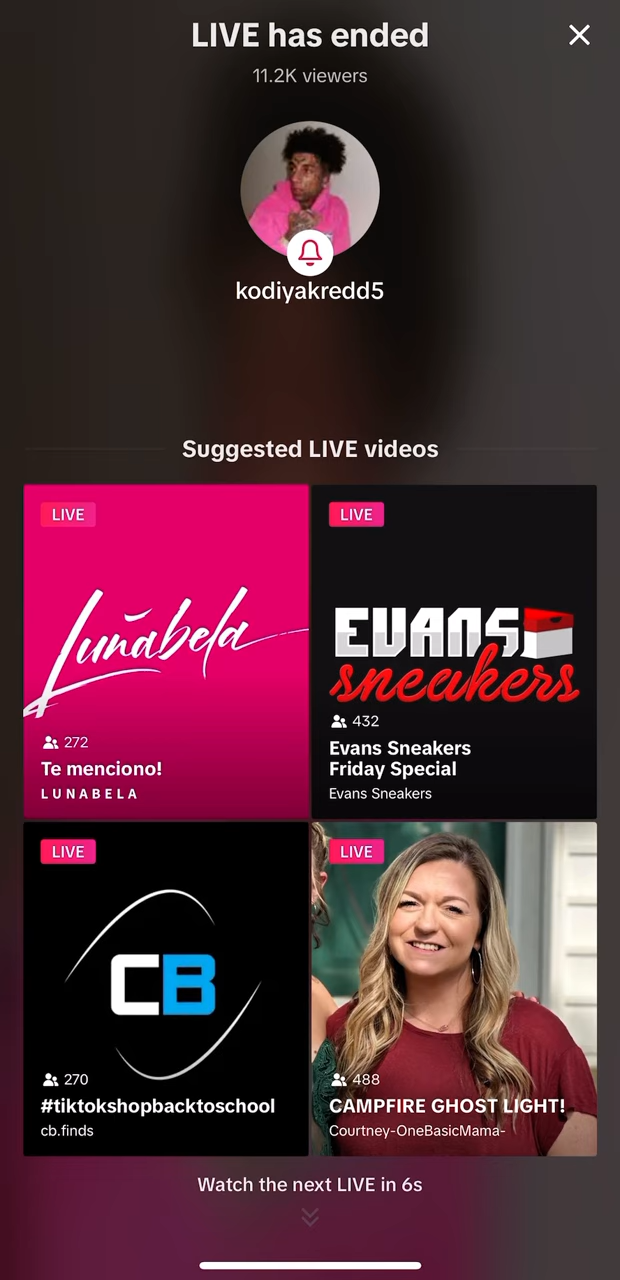 LIVE has ended
11.2K viewers
kodiyakredd5
Suggested LIVE videos
LIVE
Luñabela
272
Te menciono!
LUNABELA
LIVE
EVANS
sneakers
432
Evans Sneakers
Friday Special
Evans Sneakers
LIVE
CB
270
#tiktokshopbacktoschool
cb.finds
LIVE
488
CAMPFIRE GHOST LIGHT!
Courtney-OneBasicMama-
Watch the next LIVE in 6s